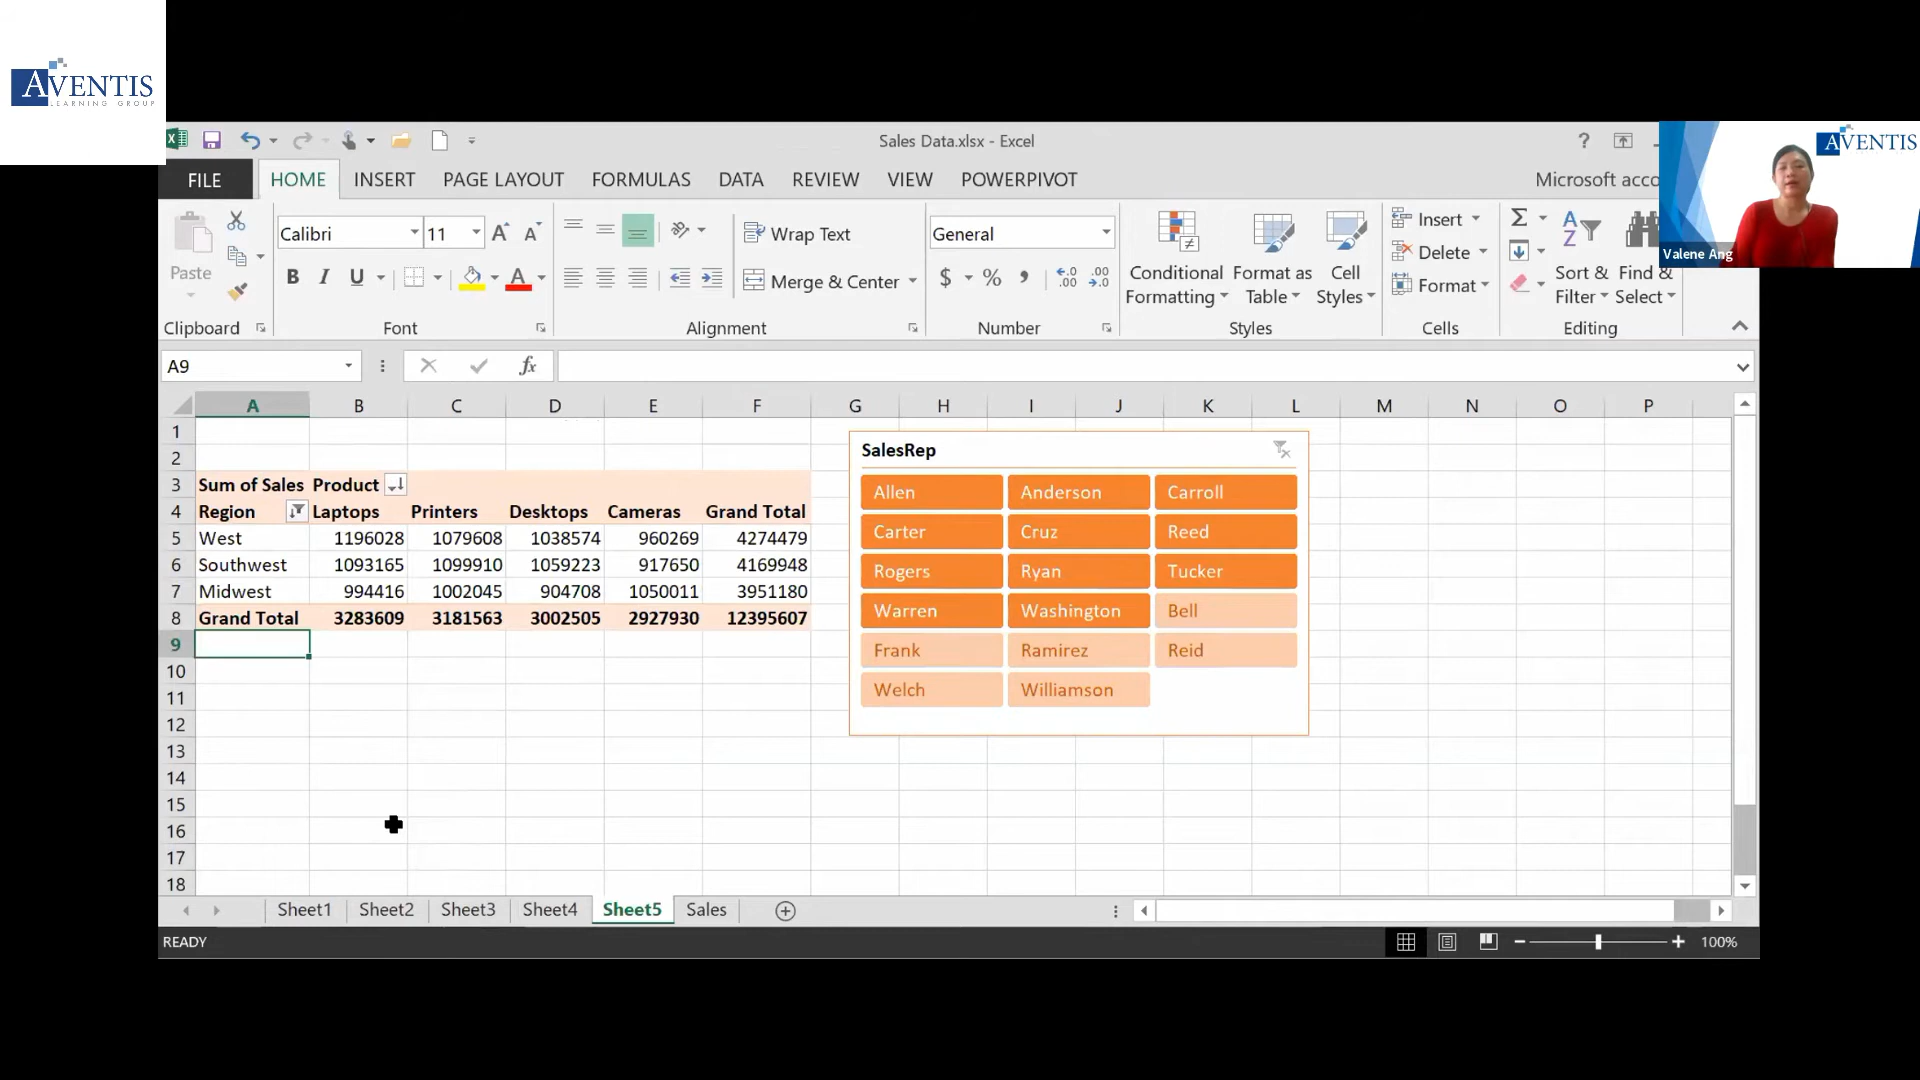 AVENTIS
LEARNING GROUP
Sales Data.xlsx - Excel
?
AVENTIS
Valene Ang
FILE HOME INSERT PAGE LAYOUT FORMULAS DATA REVIEW VIEW POWERPIVOT Microsoft acco
Paste
Calibri 11 A A
B I U A
Wrap Text
Merge & Center
General
$ % , .0 .00 .00 .0
Conditional Formatting
Format as Table
Cell Styles
Insert
Delete
Format
Σ
A Z
Sort & Filter
Find & Select
Clipboard Font Alignment Number Styles Cells Editing
A9 fx
A B C D E F G H I J K L M N O P
1
2
3 Sum of Sales Product
4 Region Laptops Printers Desktops Cameras Grand Total
5 West 1196028 1079608 1038574 960269 4274479
6 Southwest 1093165 1099910 1059223 917650 4169948
7 Midwest 994416 1002045 904708 1050011 3951180
8 Grand Total 3283609 3181563 3002505 2927930 12395607
9
10
11
12
13
14
15
16
17
18
SalesRep
Allen Anderson Carroll
Carter Cruz Reed
Rogers Ryan Tucker
Warren Washington Bell
Frank Ramirez Reid
Welch Williamson
Sheet1 Sheet2 Sheet3 Sheet4 Sheet5 Sales
READY 100%